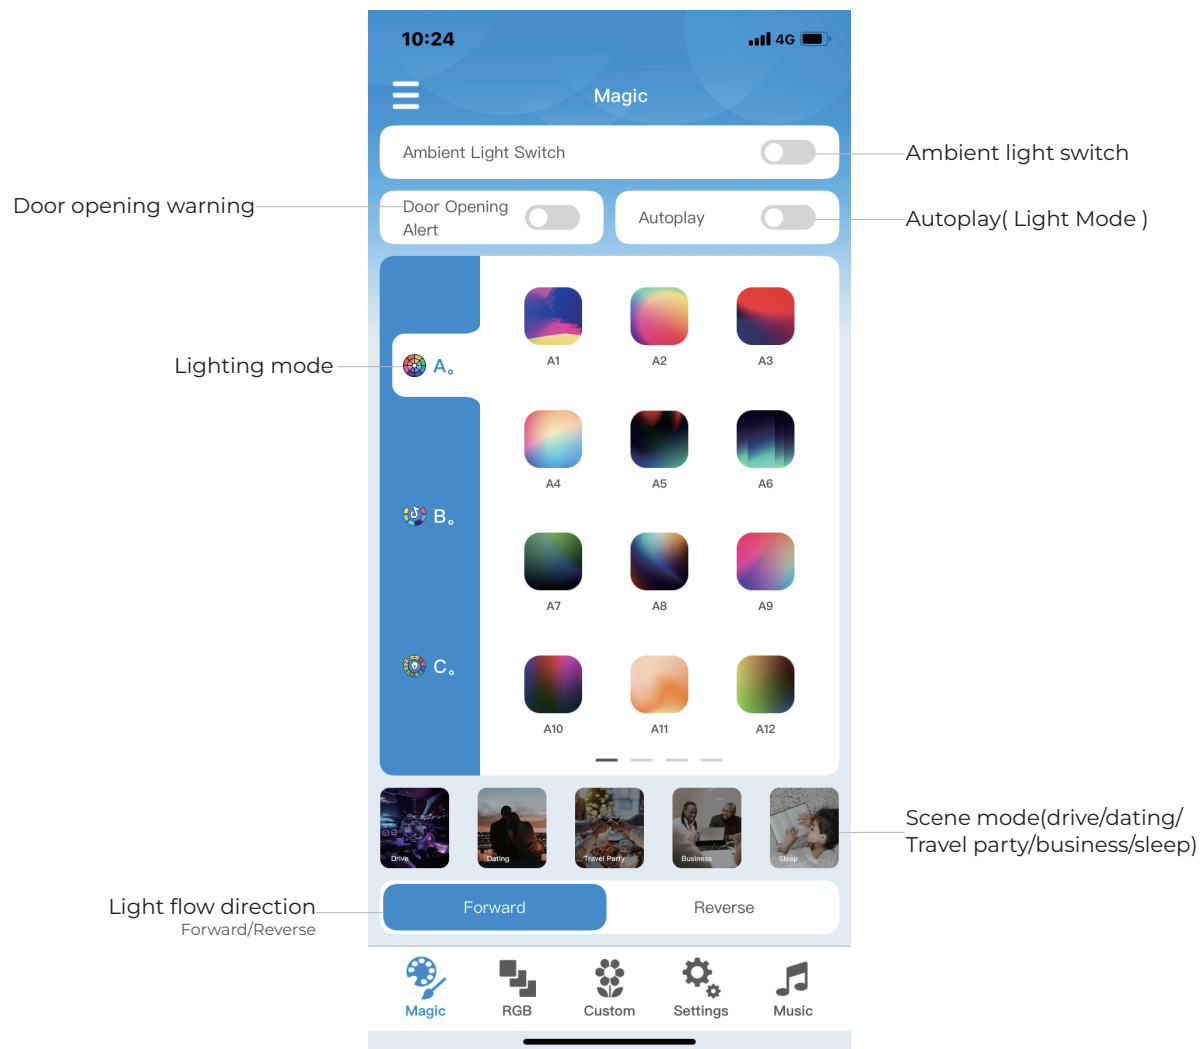 10:24
4G
Magic
Ambient Light Switch
Ambient light switch
Door opening warning
Door Opening
Alert
Autoplay
Autoplay( Light Mode )
Lighting mode
A。
B。
C。
A1
A2
A3
A4
A5
A6
A7
A8
A9
A10
A11
A12
Drive
Dating
Travel Party
Business
Sleep
Scene mode(drive/dating/
Travel party/business/sleep)
Light flow direction
Forward/Reverse
Forward
Reverse
Magic
RGB
Custom
Settings
Music